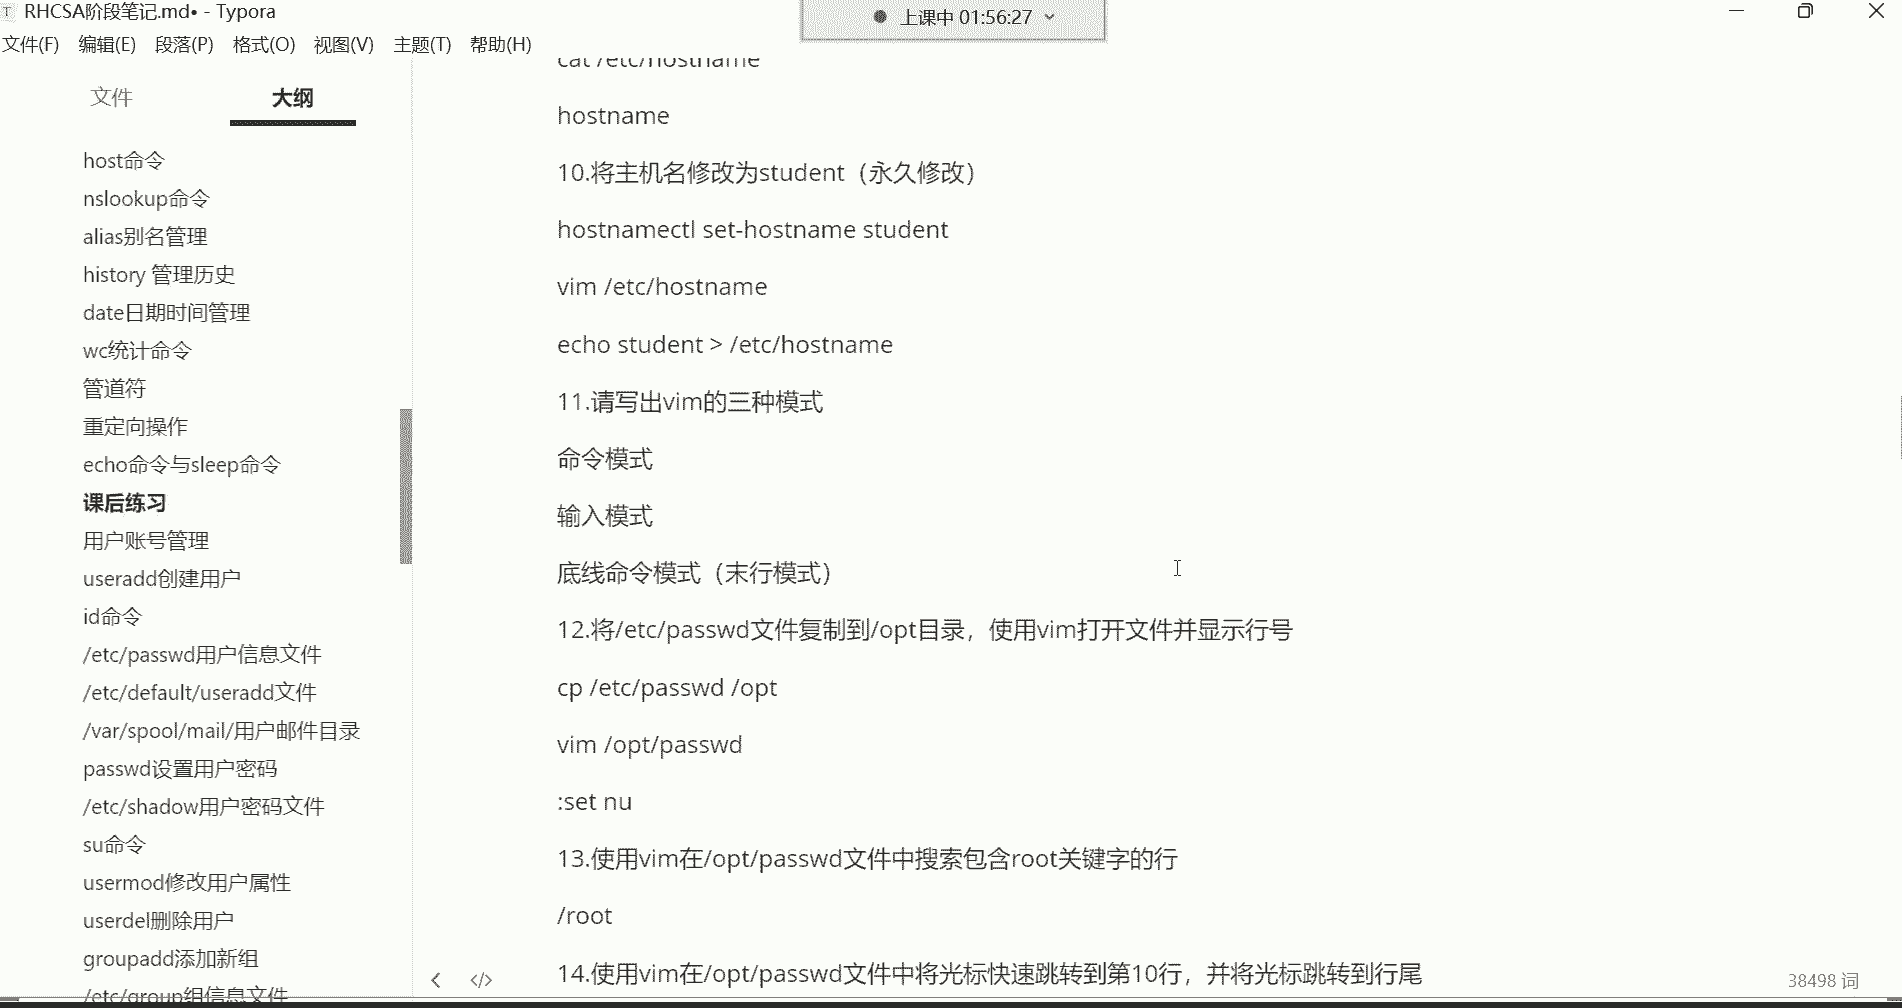 RHCSA阶段笔记.md• - Typora
上课中 01:56:27
文件(F) 编辑(E) 段落(P) 格式(O) 视图(V) 主题(T) 帮助(H)
文件 大纲
host命令
nslookup命令
alias别名管理
history 管理历史
date日期时间管理
wc统计命令
管道符
重定向操作
echo命令与sleep命令
课后练习
用户账号管理
useradd创建用户
id命令
/etc/passwd用户信息文件
/etc/default/useradd文件
/var/spool/mail/用户邮件目录
passwd设置用户密码
/etc/shadow用户密码文件
su命令
usermod修改用户属性
userdel删除用户
groupadd添加新组
/etc/group组信息文件
cat /etc/hostname
hostname
10.将主机名修改为student（永久修改）
hostnamectl set-hostname student
vim /etc/hostname
echo student > /etc/hostname
11.请写出vim的三种模式
命令模式
输入模式
底线命令模式（末行模式）
12.将/etc/passwd文件复制到/opt目录，使用vim打开文件并显示行号
cp /etc/passwd /opt
vim /opt/passwd
:set nu
13.使用vim在/opt/passwd文件中搜索包含root关键字的行
/root
14.使用vim在/opt/passwd文件中将光标快速跳转到第10行，并将光标跳转到行尾
38498 词